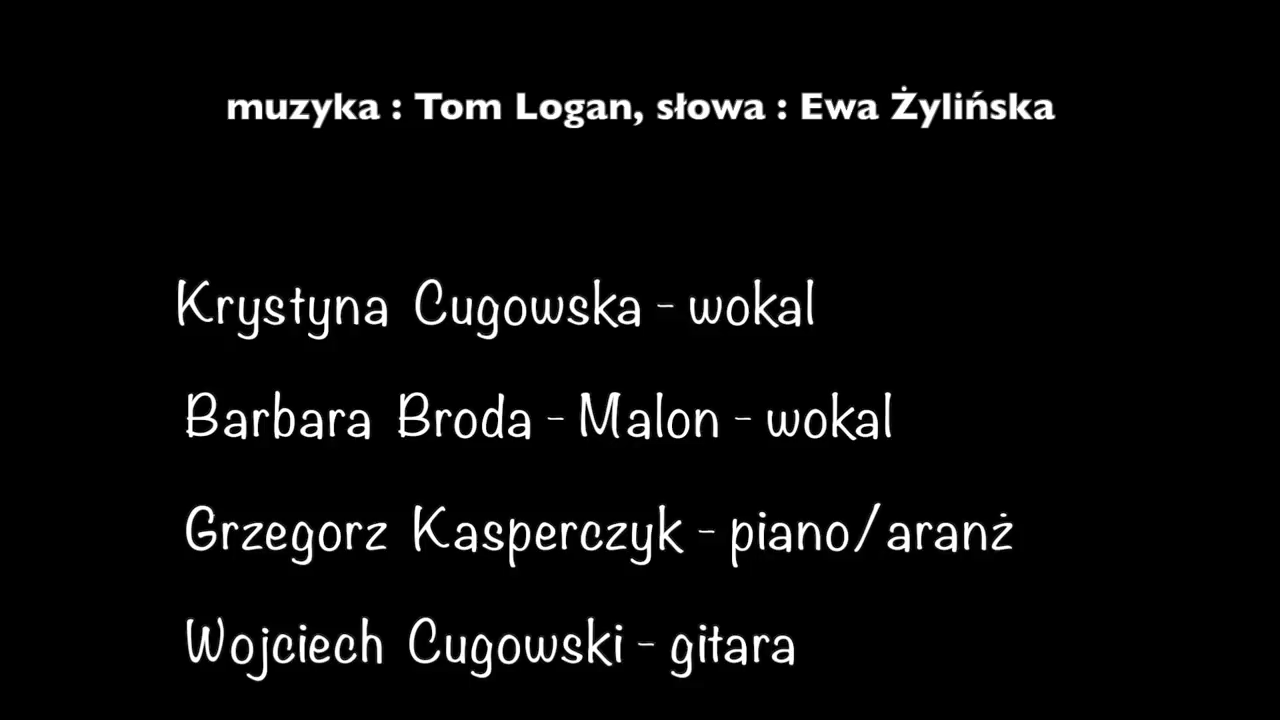 muzyka : Tom Logan, słowa : Ewa Żylińska
Krystyna Cugowska - wokal
Barbara Broda - Malon - wokal
Grzegorz Kasperczyk - piano/aranż
Wojciech Cugowski - gitara